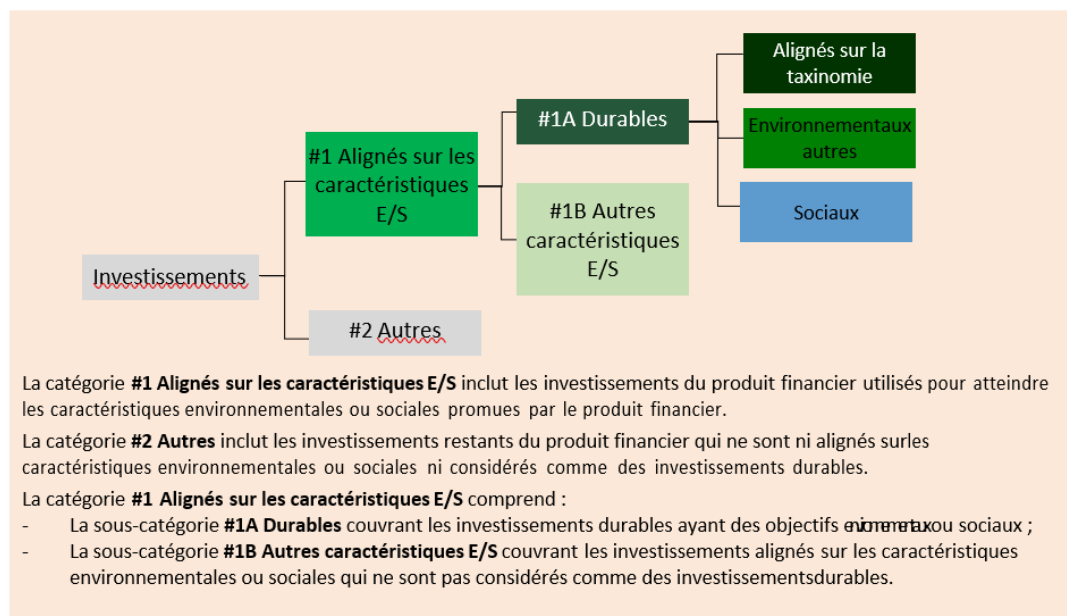 Alignés sur la
taxinomie
#1A Durables
Environnementaux
autres
#1 Alignés sur les
caractéristiques
E/S
#1B Autres
caractéristiques
E/S
Sociaux
Investissements
#2 Autres
La catégorie #1 Alignés sur les caractéristiques E/S inclut les investissements du produit financier utilisés pour atteindre
les caractéristiques environnementales ou sociales promues par le produit financier.
La catégorie #2 Autres inclut les investissements restants du produit financier qui ne sont ni alignés surles
caractéristiques environnementales ou sociales ni considérés comme des investissements durables.
La catégorie #1 Alignés sur les caractéristiques E/S comprend :
- La sous-catégorie #1A Durables couvrant les investissements durables ayant des objectifs environnementaux ou sociaux ;
- La sous-catégorie #1B Autres caractéristiques E/S couvrant les investissements alignés sur les caractéristiques
environnementales ou sociales qui ne sont pas considérés comme des investissementsdurables.